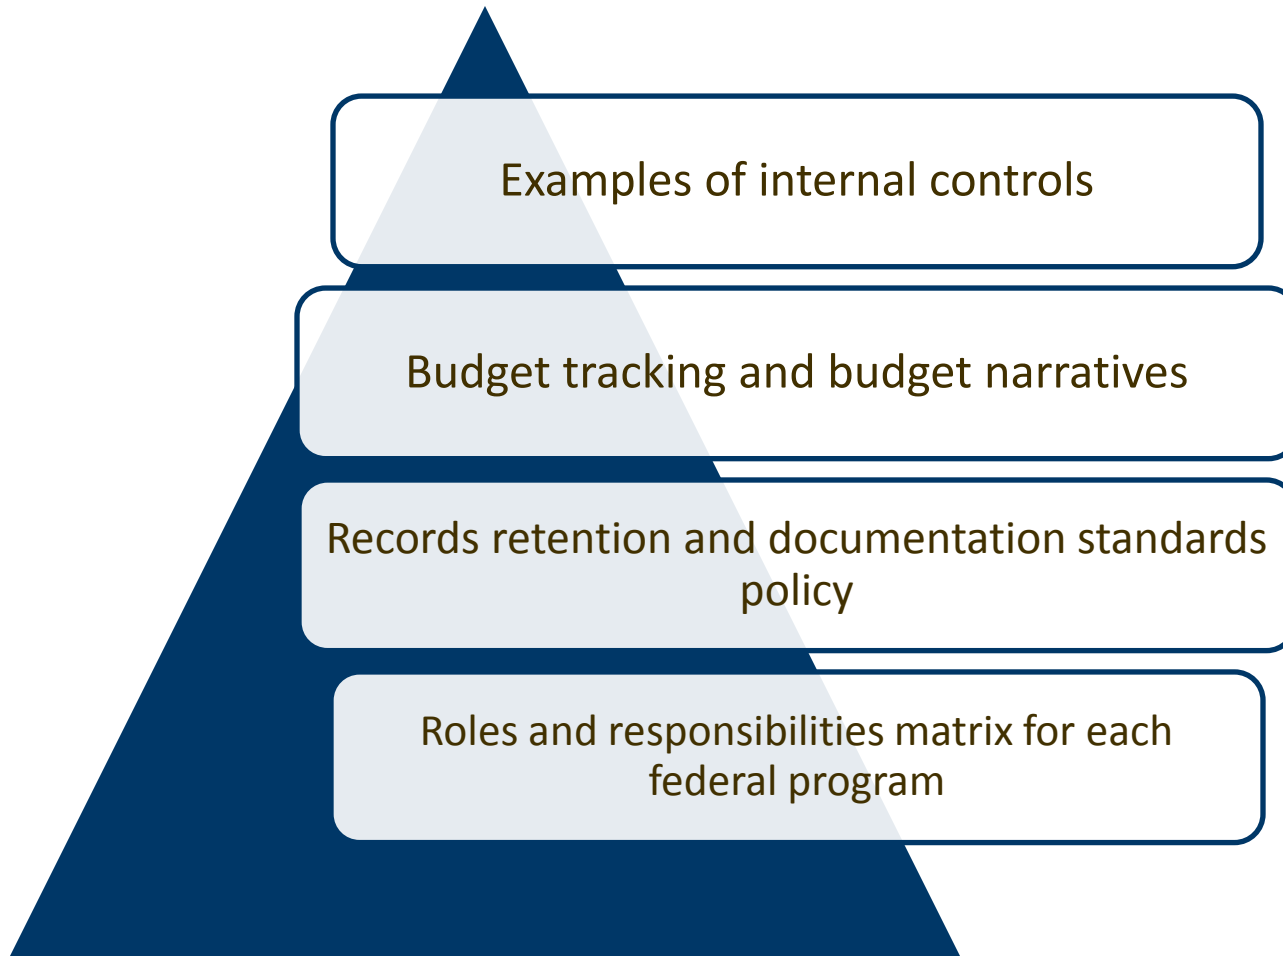 Examples of internal controls
Budget tracking and budget narratives
Records retention and documentation standards
policy
Roles and responsibilities matrix for each
federal program